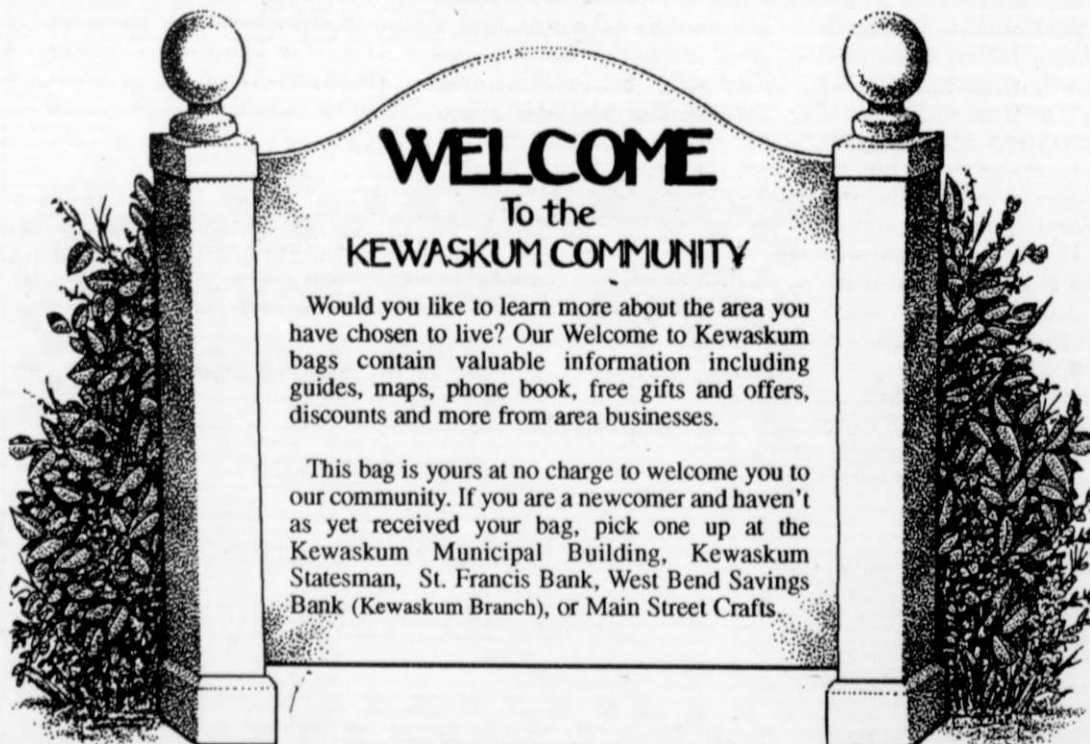 WELCOME
To the
KEWASKUM COMMUNITY
Would you like to learn more about the area you
have chosen to live? Our Welcome to Kewaskum
bags contain valuable information including
guides, maps, phone book, free gifts and offers,
discounts and more from area businesses.
This bag is yours at no charge to welcome you to
our community. If you are a newcomer and haven't
as yet received your bag, pick one up at the
Kewaskum Municipal Building, Kewaskum
Statesman, St. Francis Bank, West Bend Savings
Bank (Kewaskum Branch), or Main Street Crafts.